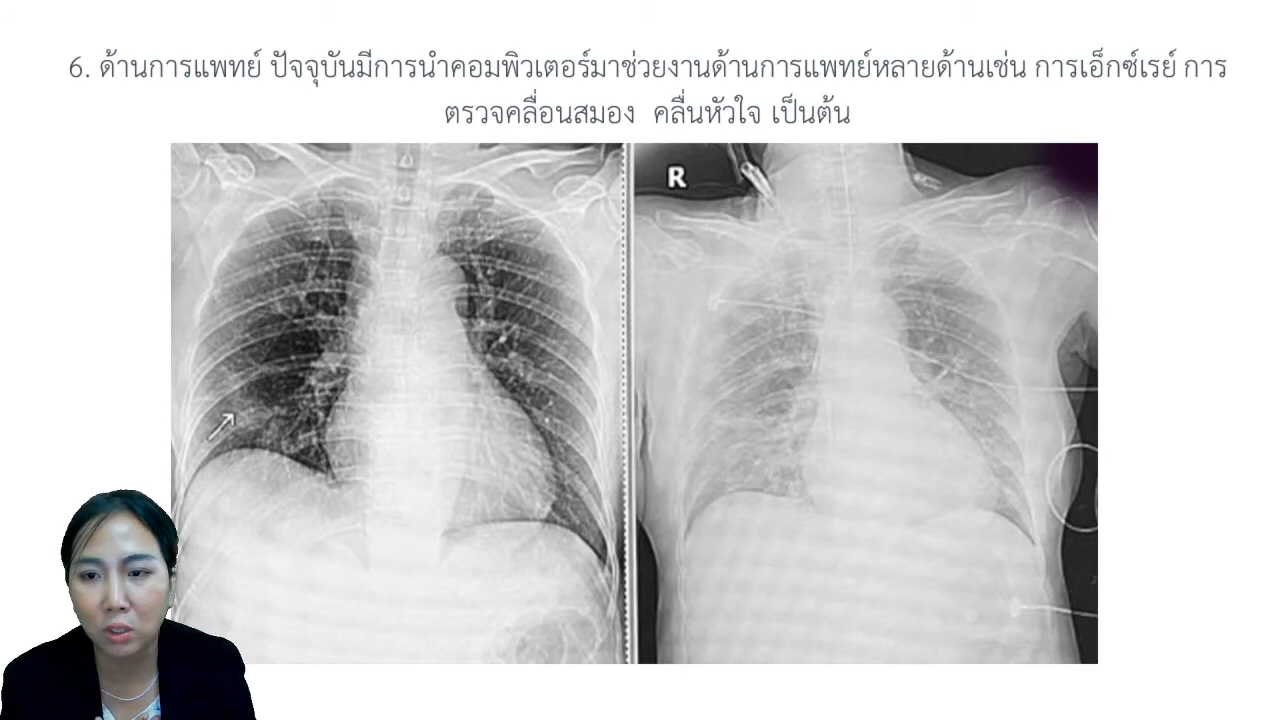 6. ด้านการแพทย์ ปัจจุบันมีการนำคอมพิวเตอร์มาช่วยงานด้านการแพทย์หลายด้านเช่น การเอ็กซ์เรย์ การ
ตรวจคลื่อนสมอง คลื่นหัวใจ เป็นต้น
R